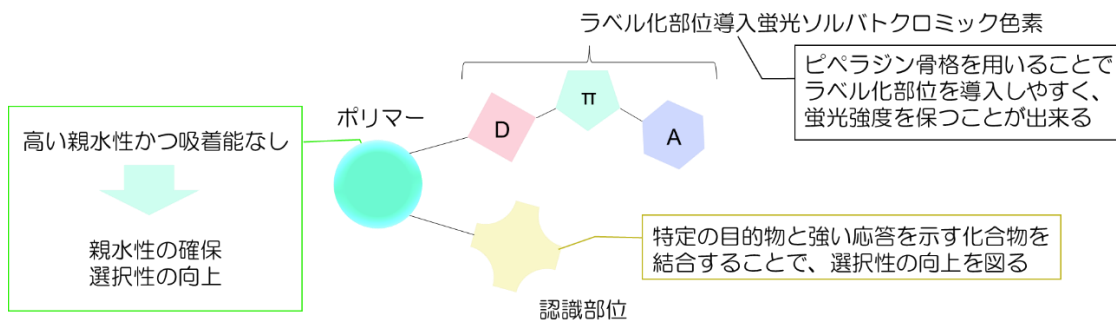 ラベル化部位導入蛍光ソルバトクロミック色素
ピペラジン骨格を用いることで
ラベル化部位を導入しやすく、
蛍光強度を保つことが出来る
π
D
A
ポリマー
高い親水性かつ吸着能なし
親水性の確保
選択性の向上
特定の目的物と強い応答を示す化合物を
結合することで、選択性の向上を図る
認識部位